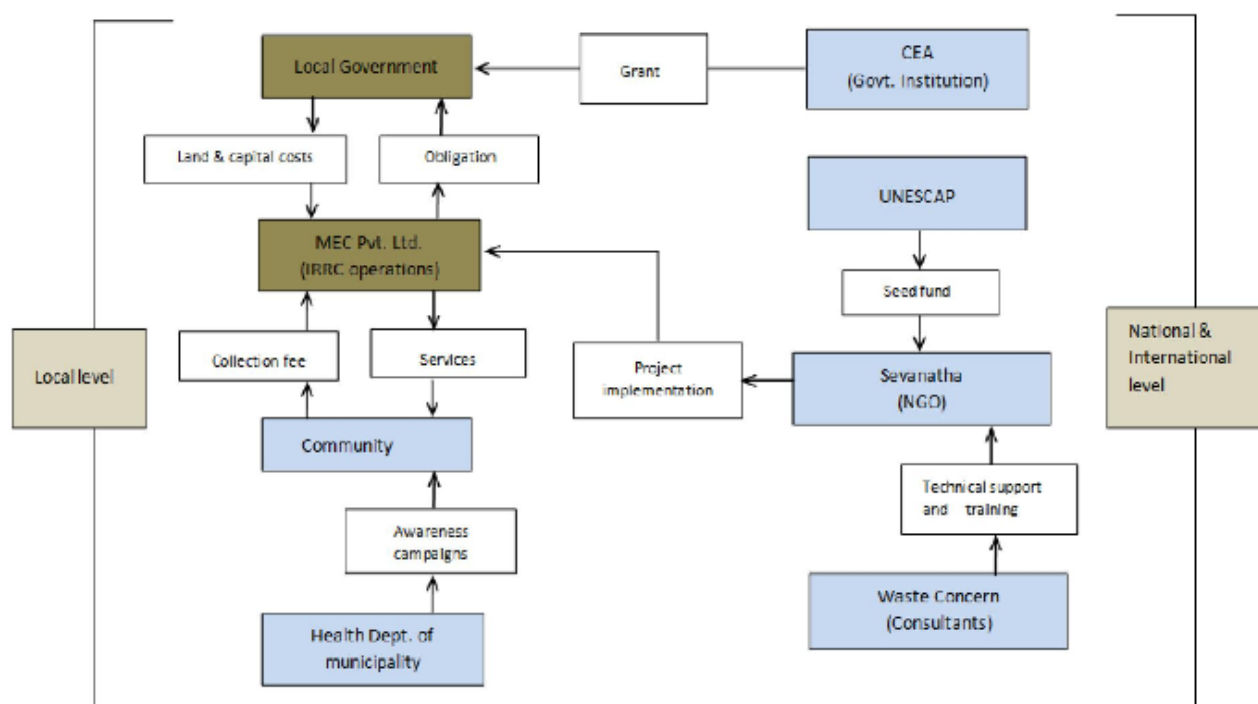 Local Government
Grant
CEA
(Govt. Institution)
Land & capital costs
Obligation
UNESCAP
MEC Pvt. Ltd.
(IRRC operations)
Seed fund
Local level
Collection fee
Services
Project
implementation
Sevanatha
(NGO)
National &
International
level
Community
Technical support
and training
Awareness
campaigns
Waste Concern
(Consultants)
Health Dept. of
municipality